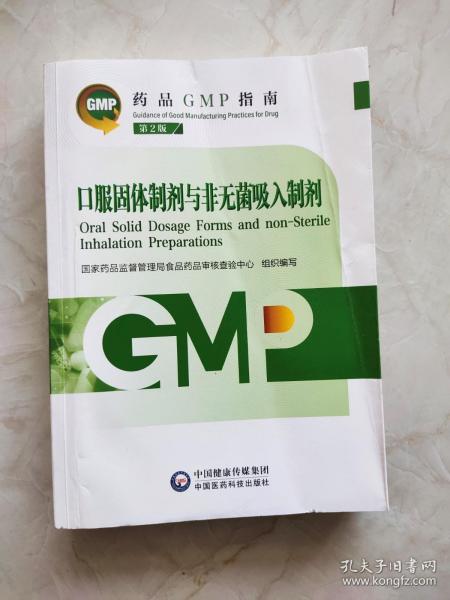 GMP
药品GMP指南
Guidance of Good Manufacturing Practices for Drug
第2版
口服固体制剂与非无菌吸入制剂
Oral Solid Dosage Forms and non-Sterile
Inhalation Preparations
国家药品监督管理局食品药品审核查验中心 组织编写
GMP
中国健康传媒集团
中国医药科技出版社
孔夫子旧书网
www.kongfz.com